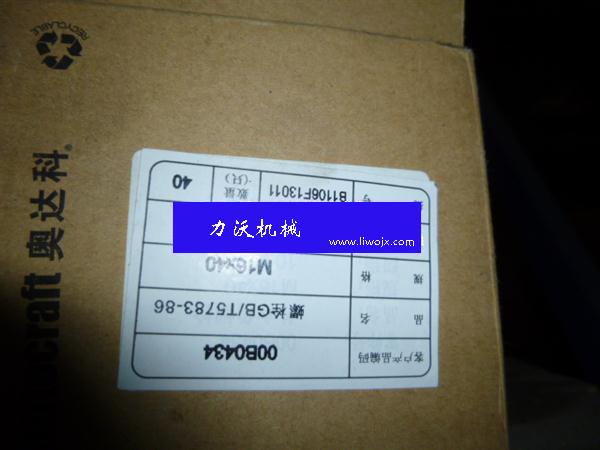 RECYCLABLE
craft 奥达科®
客户产品编码 00B0434
品名 螺栓GB/T5783-86
规格 M16x40
B1106F13011 数量(只) 40
力沃机械
www.liwojx.com